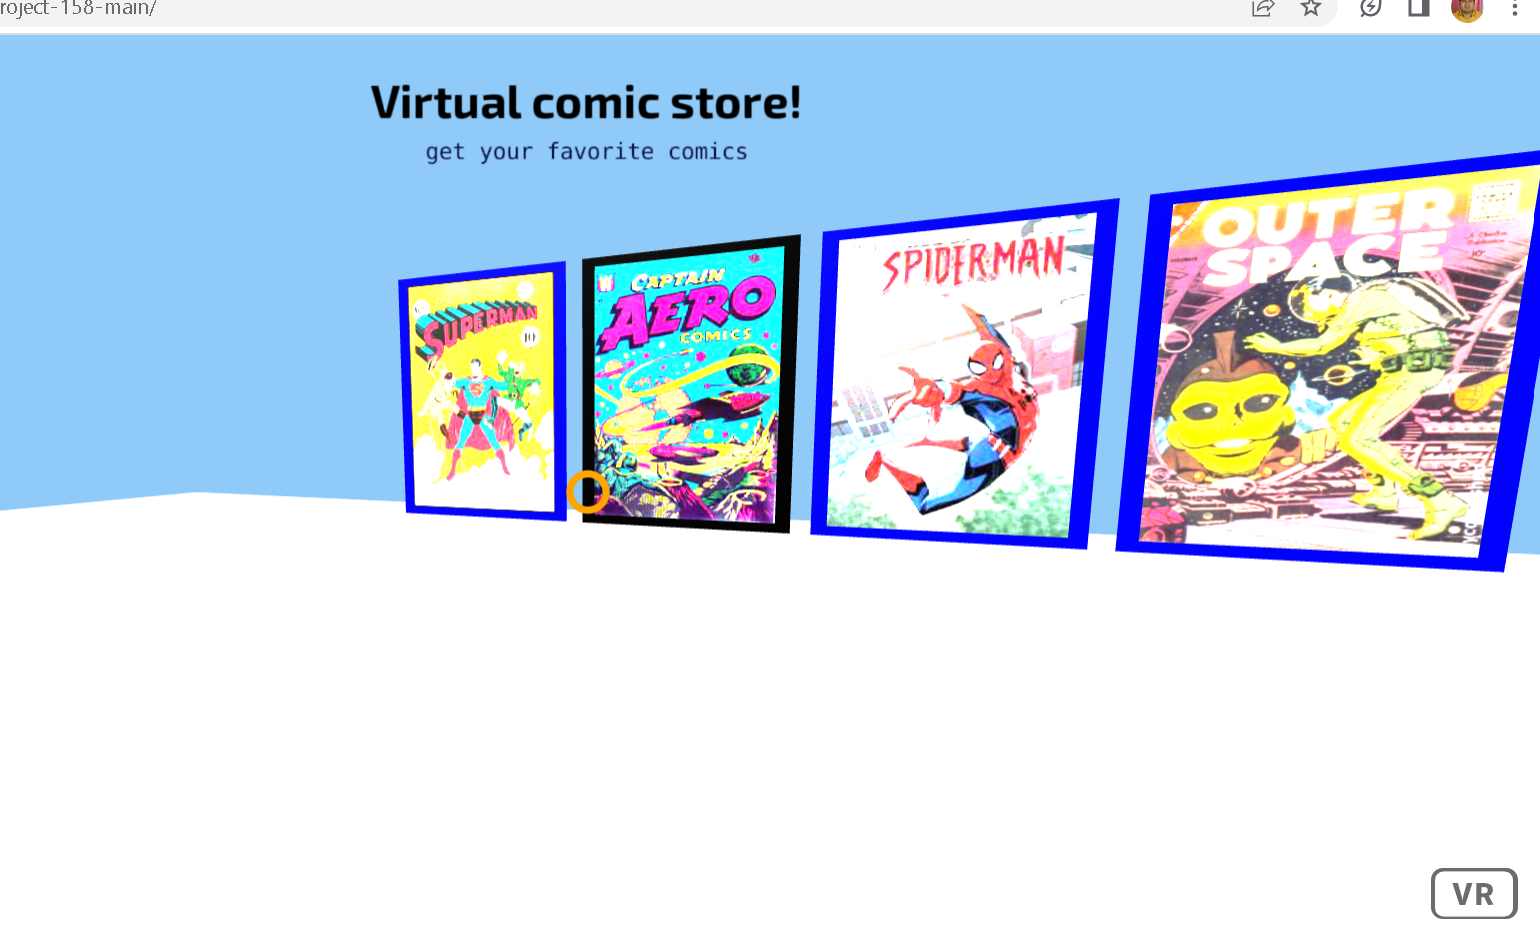 roject-158-main/
Virtual comic store!
get your favorite comics
SUPERMAN
10
CAPTAIN
AERO
COMICS
SPIDERMAN
OUTER
SPACE
10¢
VR